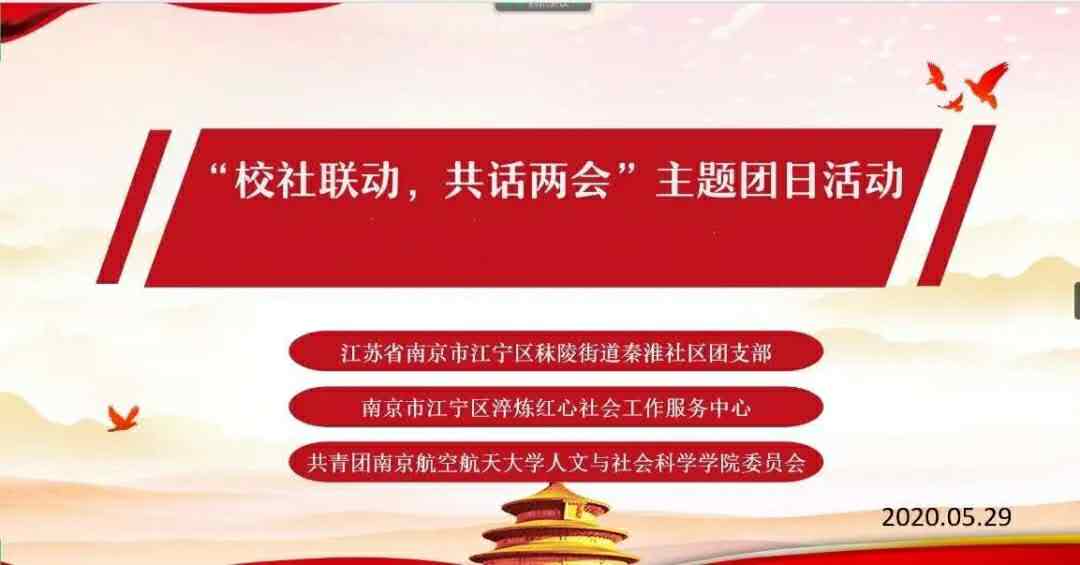 “校社联动，共话两会”主题团日活动
江苏省南京市江宁区秣陵街道秦淮社区团支部
南京市江宁区淬炼红心社会工作服务中心
共青团南京航空航天大学人文与社会科学学院委员会
2020.05.29